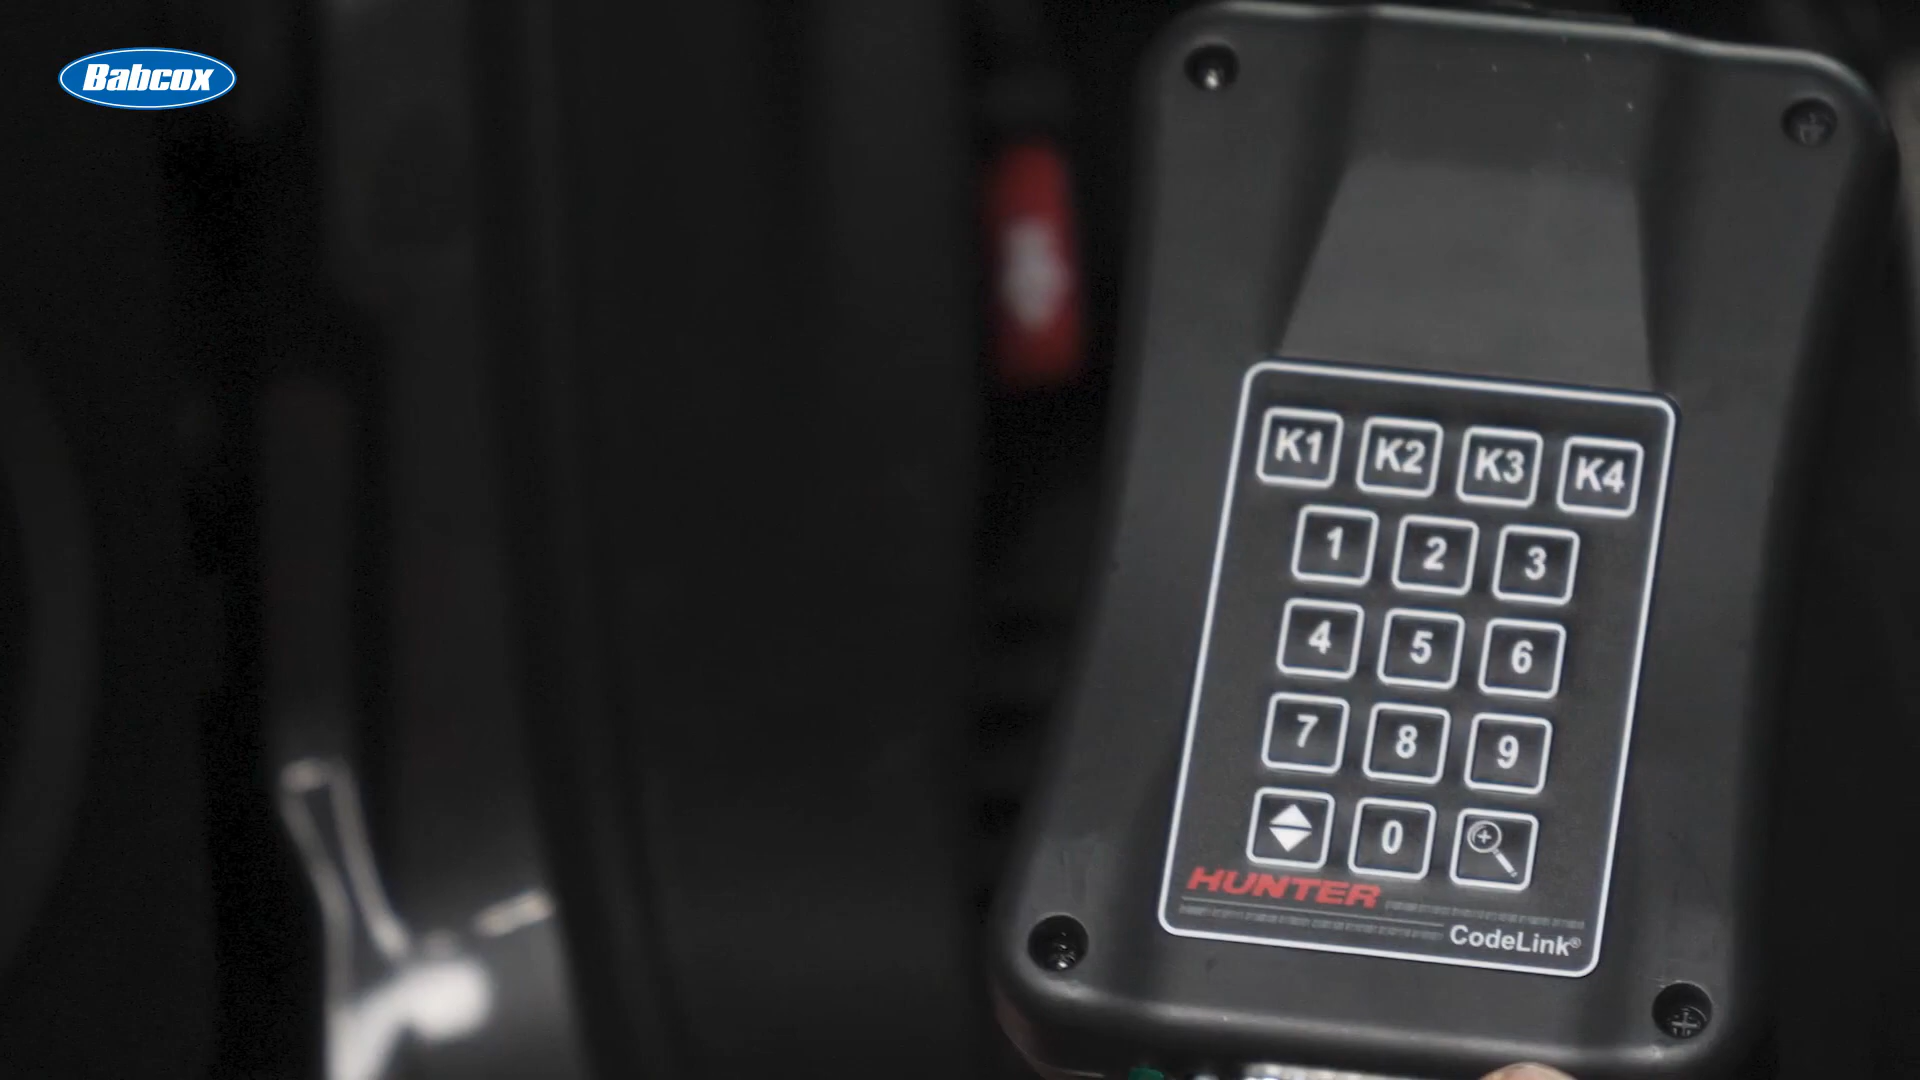 Babcox
K1 K2 K3 K4
1 2 3
4 5 6
7 8 9
0
HUNTER
CodeLink®